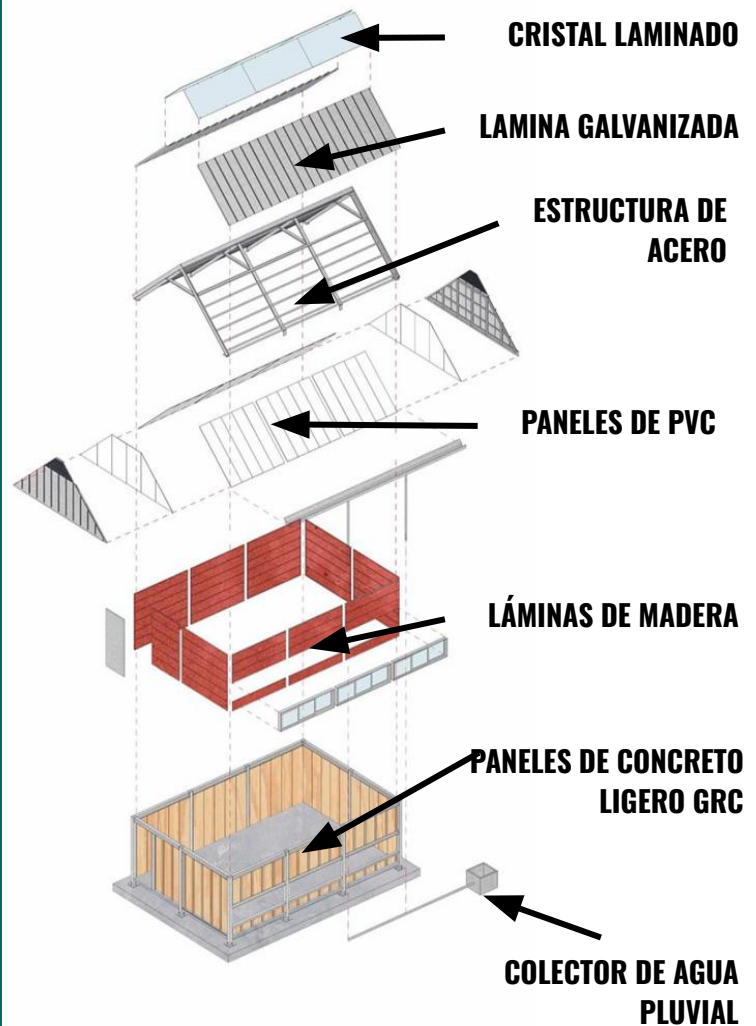 CRISTAL LAMINADO
LAMINA GALVANIZADA
ESTRUCTURA DE
ACERO
PANELES DE PVC
LÁMINAS DE MADERA
PANELES DE CONCRETO
LIGERO GRC
COLECTOR DE AGUA
PLUVIAL